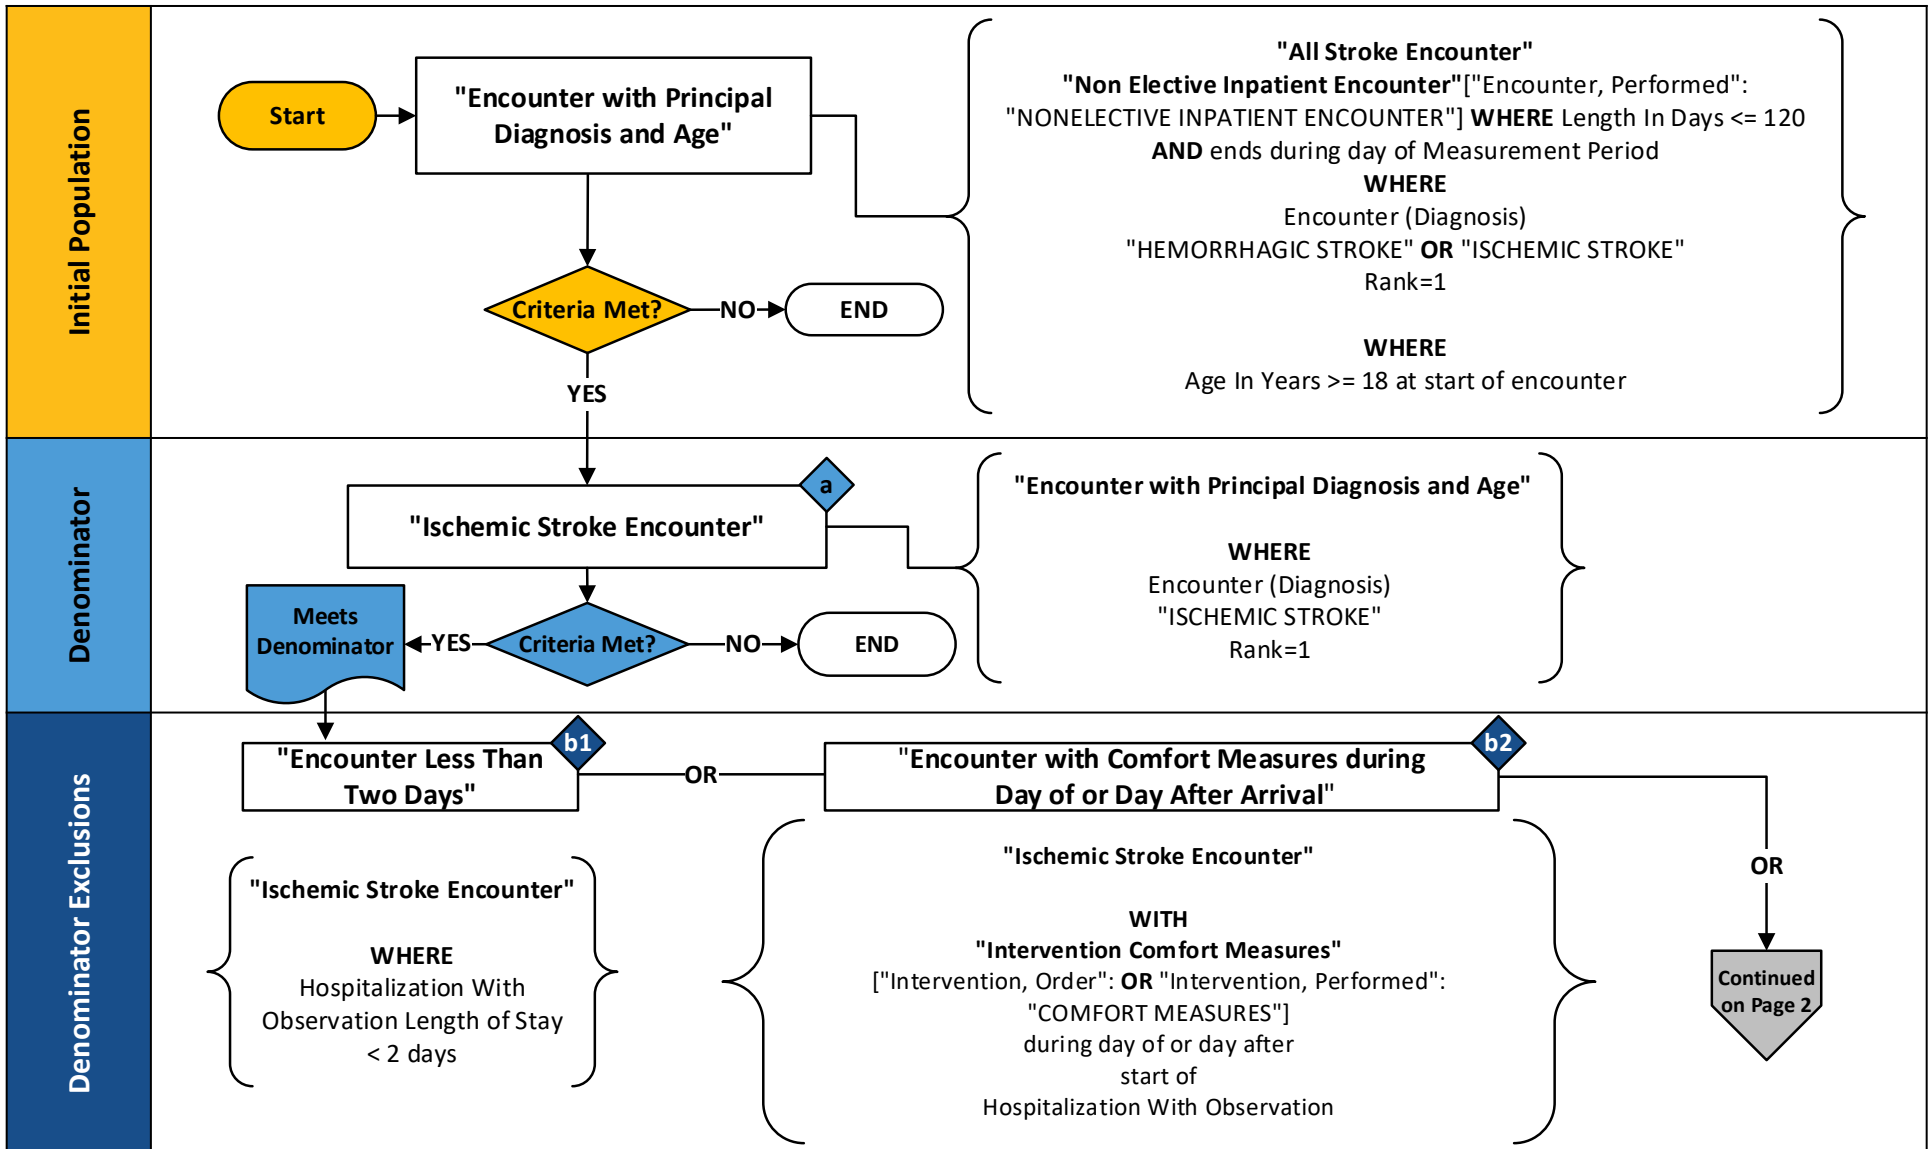 Initial Population
Start
"Encounter with Principal
Diagnosis and Age"
"All Stroke Encounter"
"Non Elective Inpatient Encounter"["Encounter, Performed":
"NONELECTIVE INPATIENT ENCOUNTER"] WHERE Length In Days <= 120
AND ends during day of Measurement Period
WHERE
Encounter (Diagnosis)
"HEMORRHAGIC STROKE" OR "ISCHEMIC STROKE"
Rank=1
WHERE
Age In Years >= 18 at start of encounter
Criteria Met?
NO
END
YES
Denominator
"Ischemic Stroke Encounter"
a
"Encounter with Principal Diagnosis and Age"
WHERE
Encounter (Diagnosis)
"ISCHEMIC STROKE"
Rank=1
Meets
Denominator
YES
Criteria Met?
NO
END
Denominator Exclusions
"Encounter Less Than
Two Days"
b1
OR
"Encounter with Comfort Measures during
Day of or Day After Arrival"
b2
"Ischemic Stroke Encounter"
WHERE
Hospitalization With
Observation Length of Stay
< 2 days
"Ischemic Stroke Encounter"
WITH
"Intervention Comfort Measures"
["Intervention, Order": OR "Intervention, Performed":
"COMFORT MEASURES"]
during day of or day after
start of
Hospitalization With Observation
OR
Continued
on Page 2